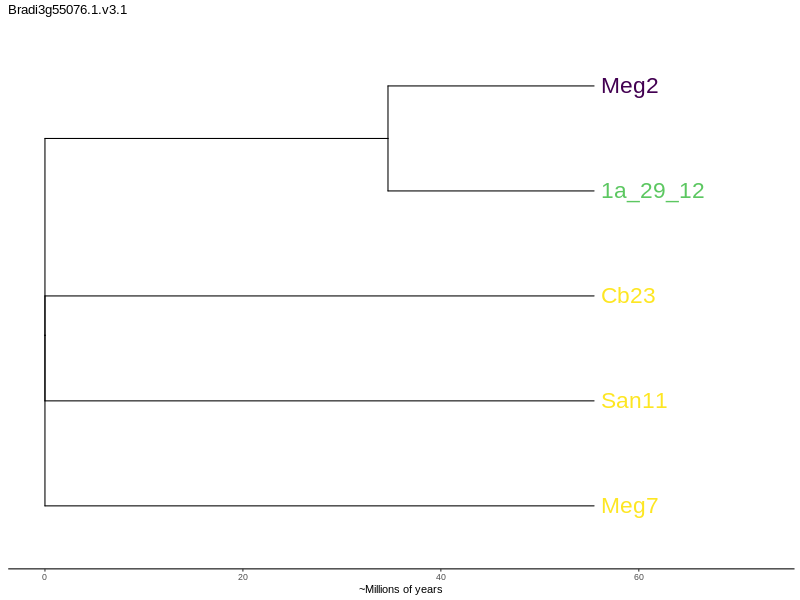 Bradi3g55076.1.v3.1
Meg2
1a_29_12
Cb23
San11
Meg7
0 20 40 60
~Millions of years